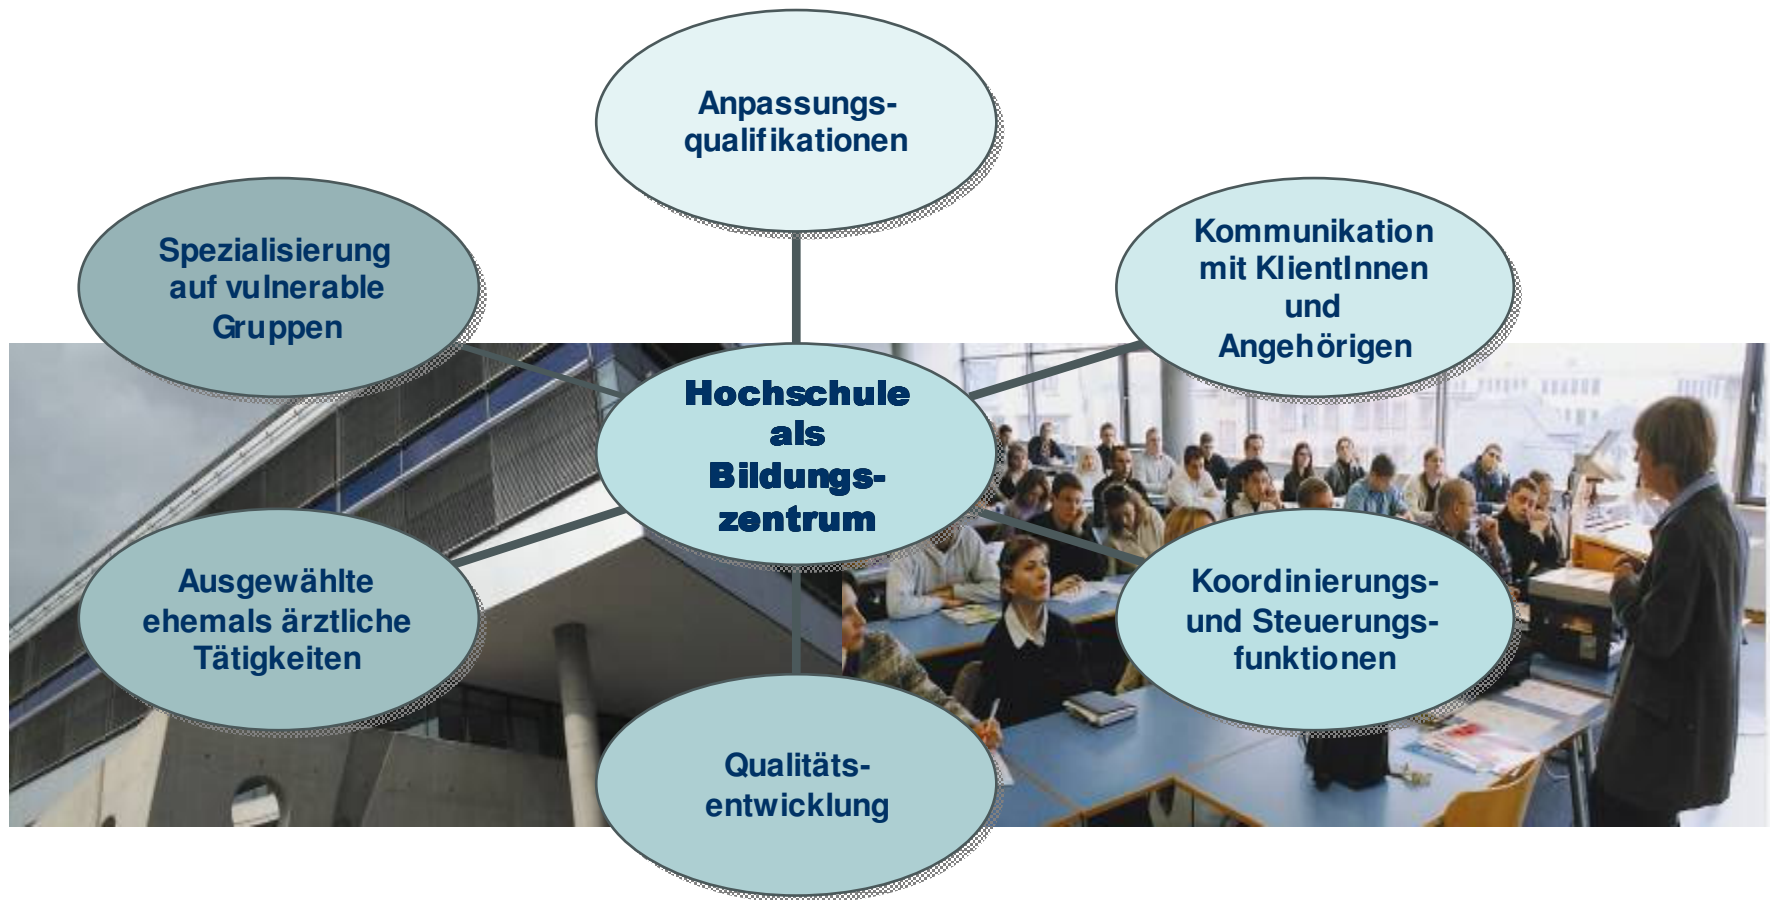 Anpassungs-
qualifikationen
Spezialisierung
auf vulnerable
Gruppen
Kommunikation
mit KlientInnen
und
Angehörigen
Hochschule
als
Bildungs-
zentrum
Ausgewählte
ehemals ärztliche
Tätigkeiten
Koordinierungs-
und Steuerungs-
funktionen
Qualitäts-
entwicklung